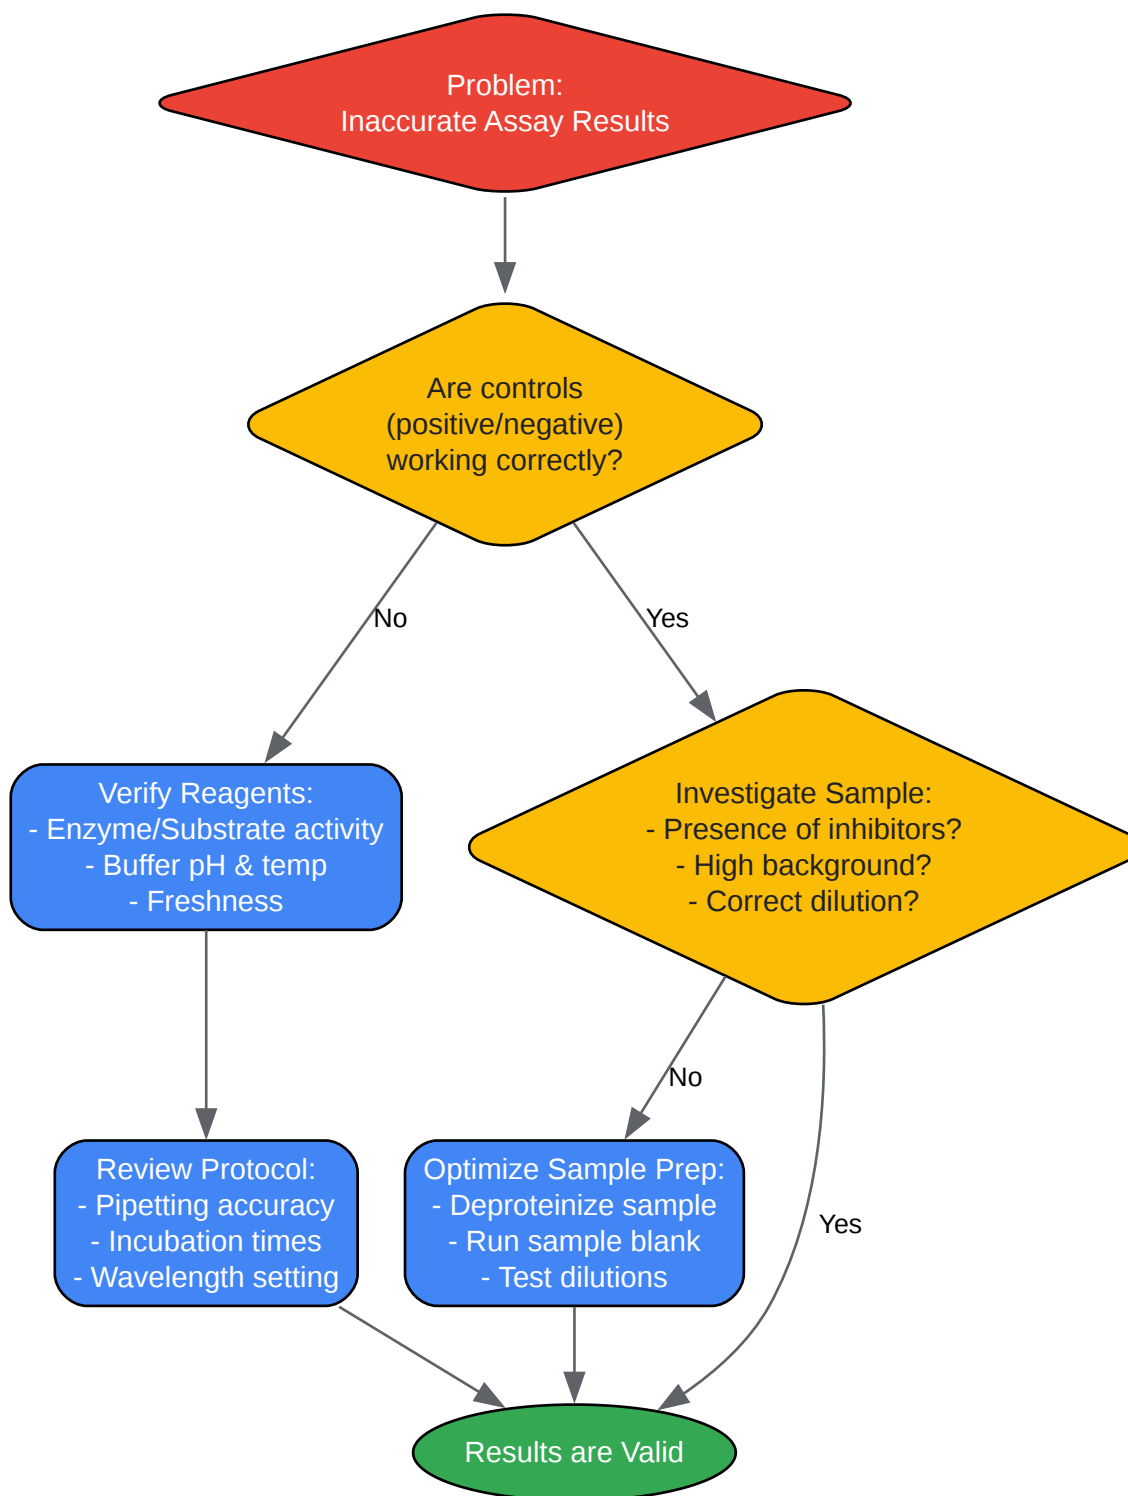 Problem:
Inaccurate Assay Results
Are controls
(positive/negative)
working correctly?
No
Yes
Verify Reagents:
- Enzyme/Substrate activity
- Buffer pH & temp
- Freshness
Investigate Sample:
- Presence of inhibitors?
- High background?
- Correct dilution?
No
Yes
Review Protocol:
- Pipetting accuracy
- Incubation times
- Wavelength setting
Optimize Sample Prep:
- Deproteinize sample
- Run sample blank
- Test dilutions
Results are Valid